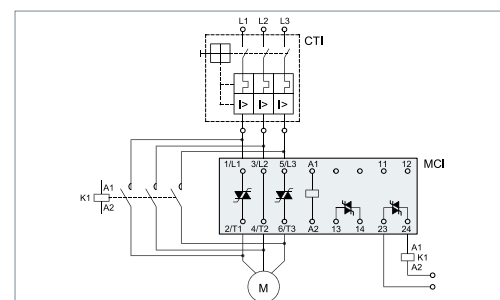 L1 L2 L3
CTI
I> I> I>
1/L1 3/L2 5/L3 A1 11 12
MCI
A1
K1
A2
2/T1 4/T2 6/T3 A2 13 14 23 24
A1
K1
A2
M